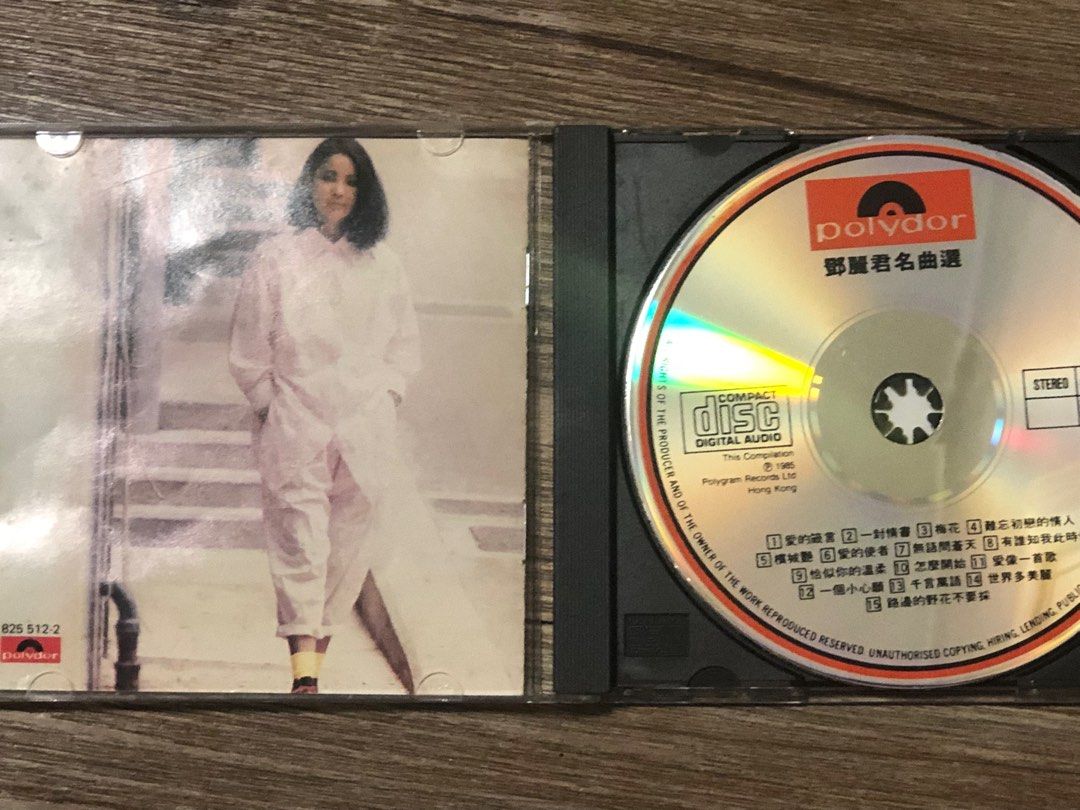 825 512-2
polydor
polydor
鄧麗君名曲選
STEREO
COMPACT
disc
DIGITAL AUDIO
This Compilation
Ⓟ 1985
Polygram Records Ltd
Hong Kong
1 愛的箴言 2 一封情書 3 梅花 4 難忘初戀的情人
5 檳城艷 6 愛的使者 7 無語問蒼天 8 有誰知我此時
9 恰似你的溫柔 10 怎麼開始 11 愛像一首歌
12 一個小心願 13 千言萬語 14 世界多美麗
15 路邊的野花不要採
RIGHTS OF THE PRODUCER AND OF THE OWNER OF THE WORK REPRODUCED RESERVED. UNAUTHORISED COPYING, HIRING, LENDING, PUBLI